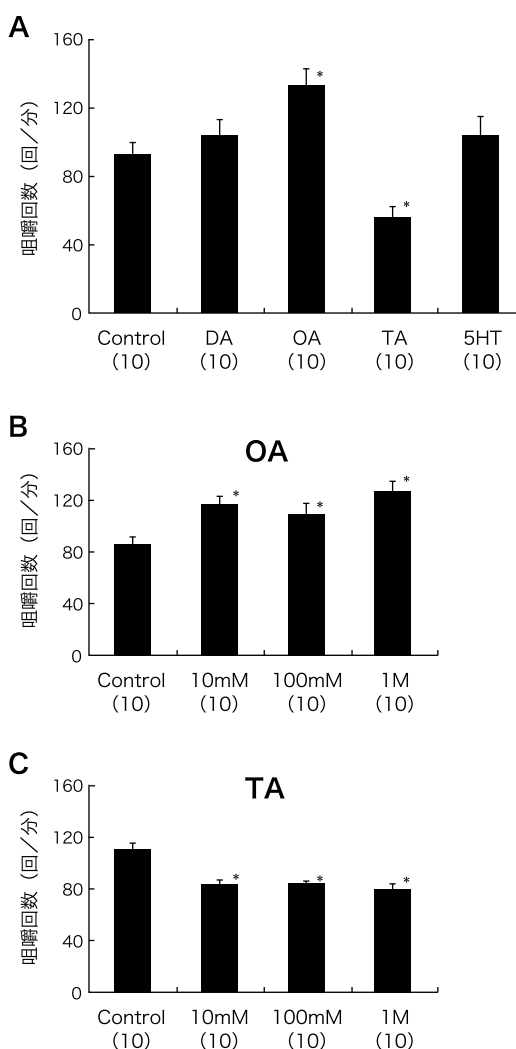 A
160
120
80
40
0
咀嚼回数（回／分）
*
*
Control
DA
OA
TA
5HT
(10)
(10)
(10)
(10)
(10)
B
OA
160
120
80
40
0
咀嚼回数（回／分）
*
*
*
Control
10mM
100mM
1M
(10)
(10)
(10)
(10)
C
TA
160
120
80
40
0
咀嚼回数（回／分）
*
*
*
Control
10mM
100mM
1M
(10)
(10)
(10)
(10)